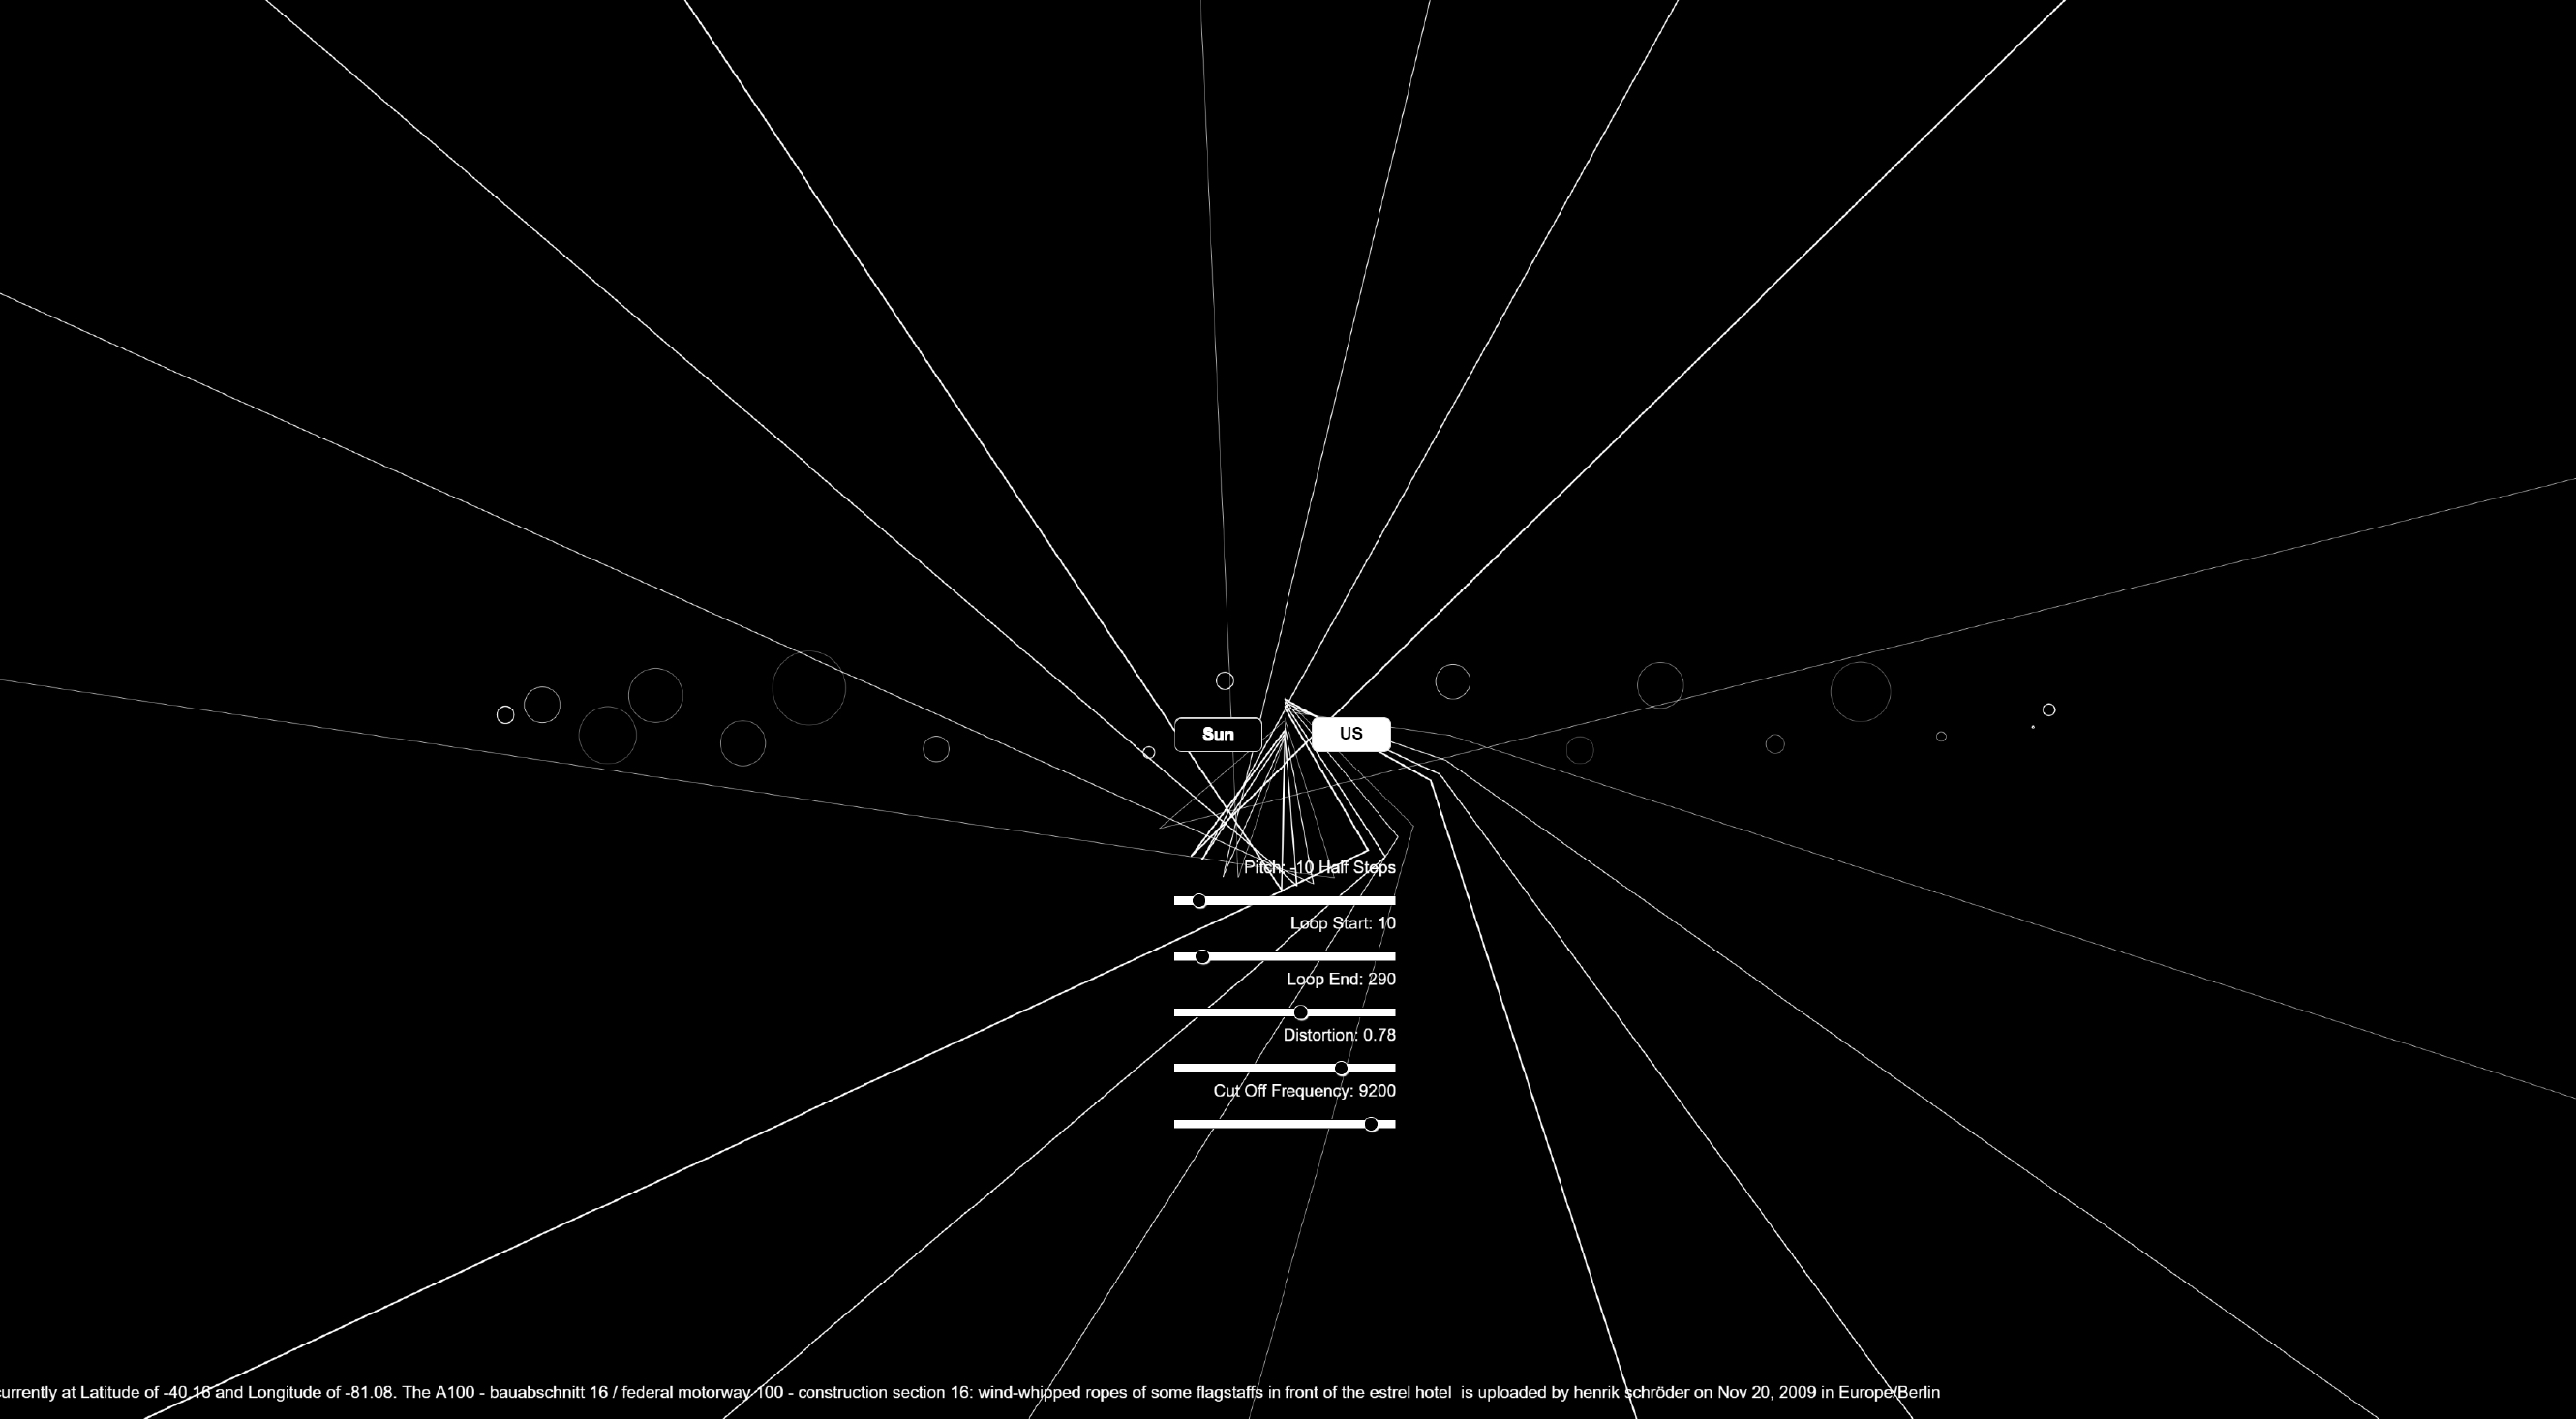 Sun
US
Pitch: -10 Half Steps
Loop Start: 10
Loop End: 290
Distortion: 0.78
Cut Off Frequency: 9200
currently at Latitude of -40.16 and Longitude of -81.08. The A100 - bauabschnitt 16 / federal motorway 100 - construction section 16: wind-whipped ropes of some flagstaffs in front of the estrel hotel  is uploaded by henrik schröder on Nov 20, 2009 in Europe/Berlin